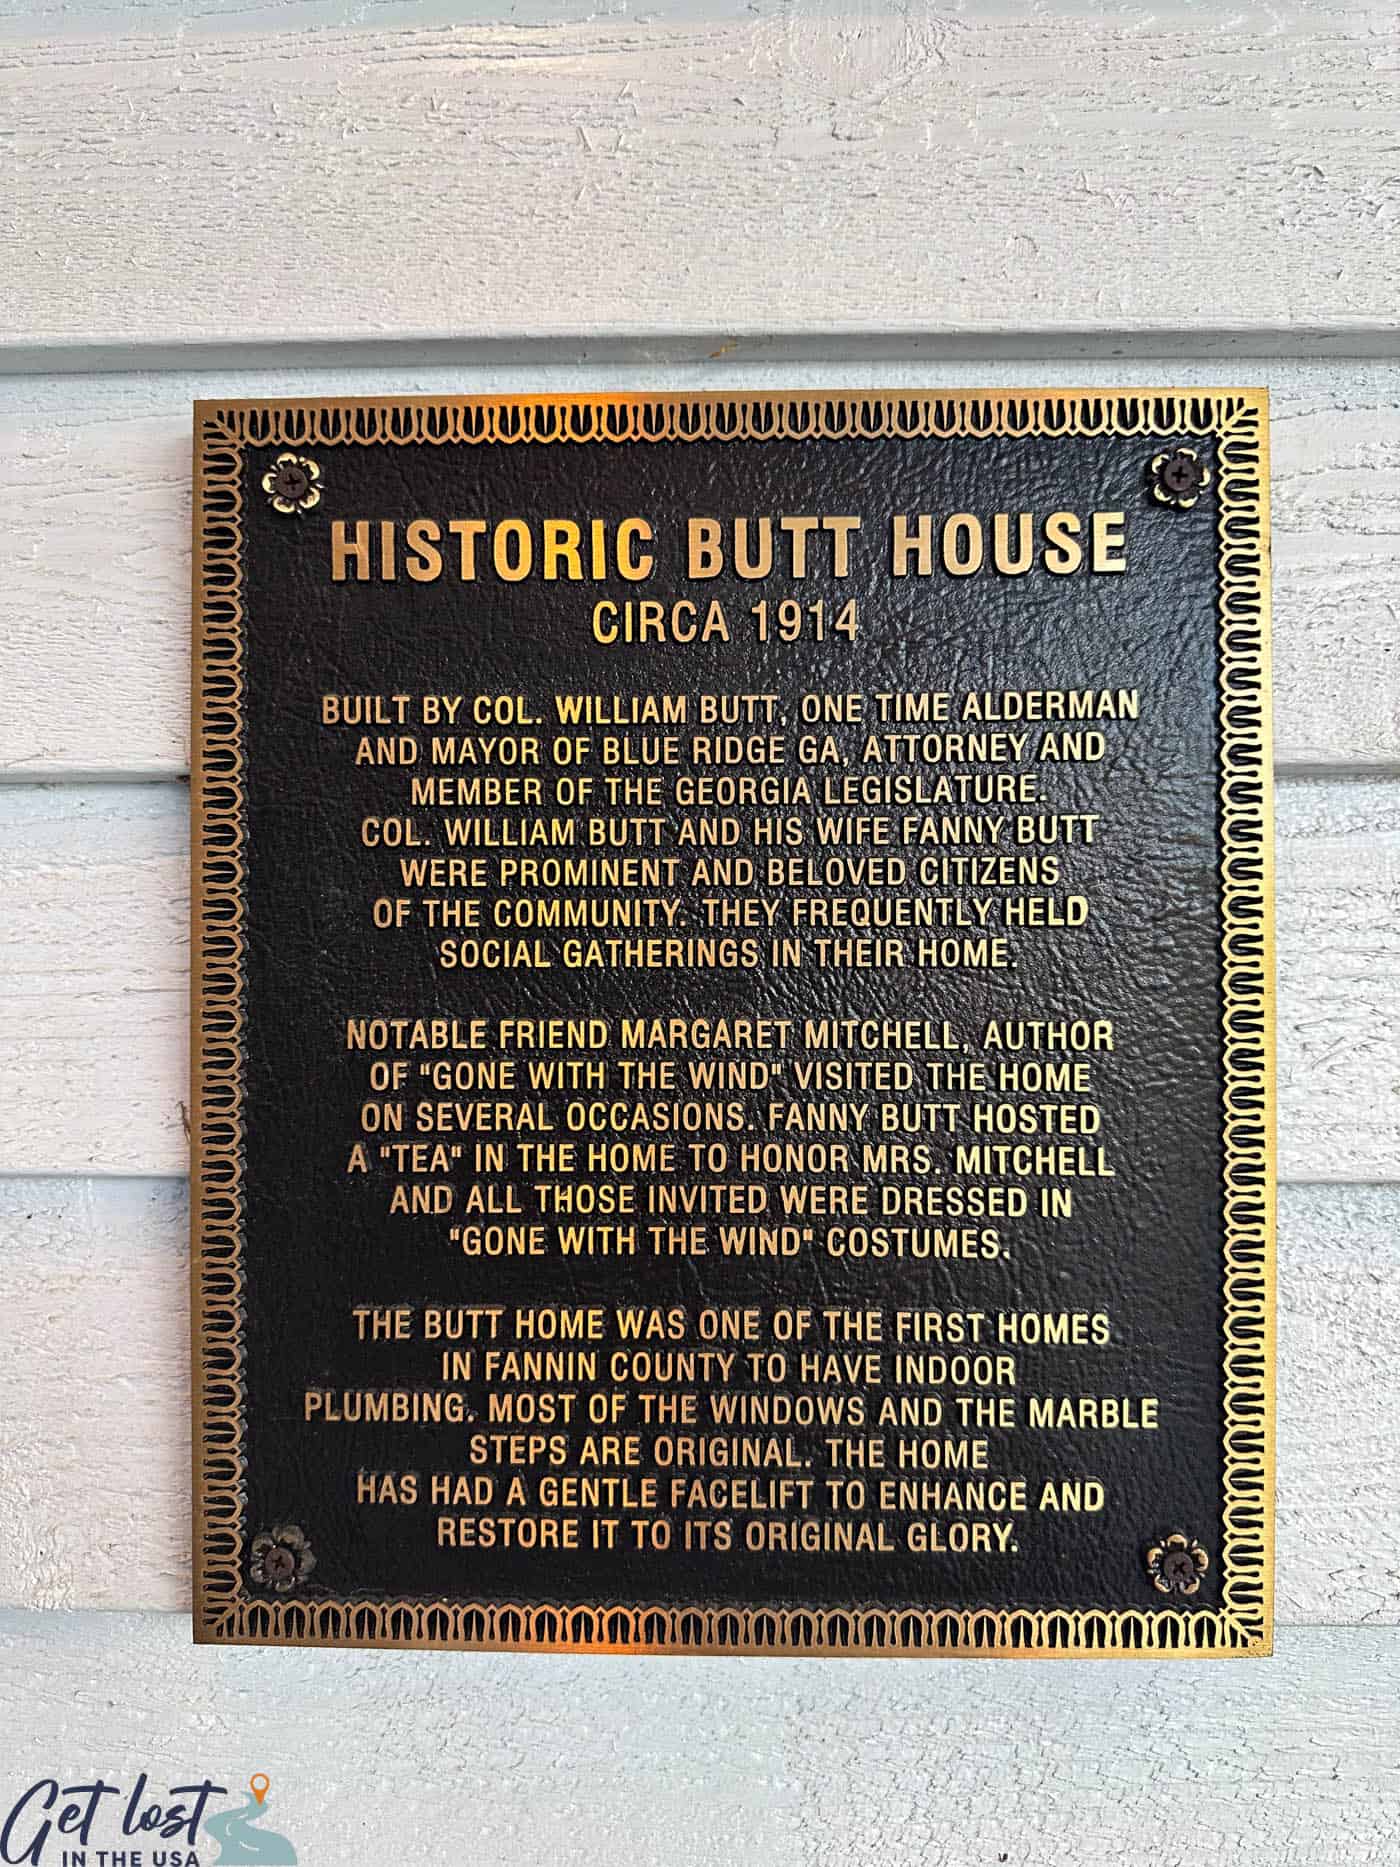 HISTORIC BUTT HOUSE
CIRCA 1914
BUILT BY COL. WILLIAM BUTT, ONE TIME ALDERMAN
AND MAYOR OF BLUE RIDGE GA, ATTORNEY AND
MEMBER OF THE GEORGIA LEGISLATURE.
COL. WILLIAM BUTT AND HIS WIFE FANNY BUTT
WERE PROMINENT AND BELOVED CITIZENS
OF THE COMMUNITY. THEY FREQUENTLY HELD
SOCIAL GATHERINGS IN THEIR HOME.
NOTABLE FRIEND MARGARET MITCHELL, AUTHOR
OF "GONE WITH THE WIND" VISITED THE HOME
ON SEVERAL OCCASIONS. FANNY BUTT HOSTED
A "TEA" IN THE HOME TO HONOR MRS. MITCHELL
AND ALL THOSE INVITED WERE DRESSED IN
"GONE WITH THE WIND" COSTUMES.
THE BUTT HOME WAS ONE OF THE FIRST HOMES
IN FANNIN COUNTY TO HAVE INDOOR
PLUMBING. MOST OF THE WINDOWS AND THE MARBLE
STEPS ARE ORIGINAL. THE HOME
HAS HAD A GENTLE FACELIFT TO ENHANCE AND
RESTORE IT TO ITS ORIGINAL GLORY.
Get lost
IN THE USA